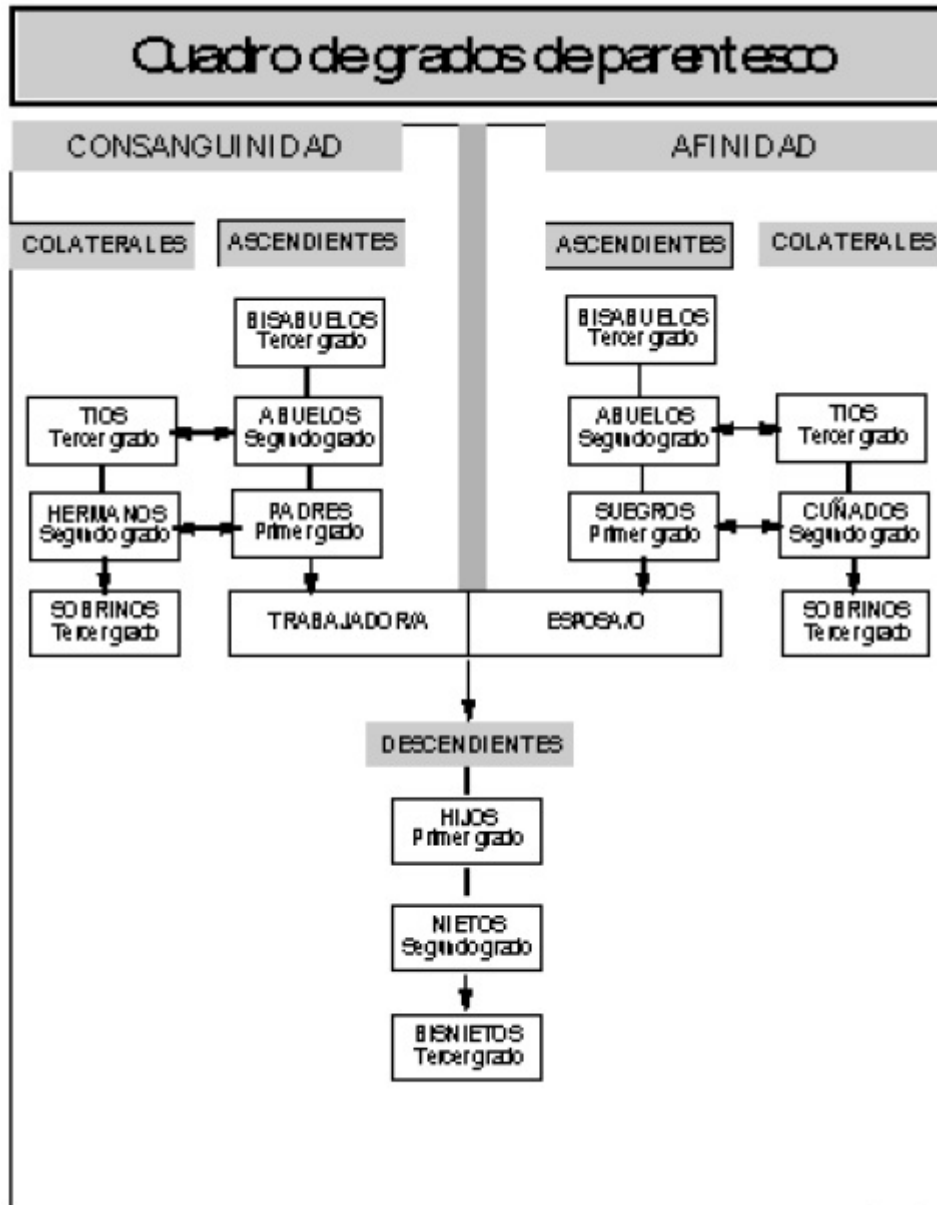 Cuadro de grados de parentesco
CONSANGUINIDAD
AFINIDAD
COLATERALES
ASCENDIENTES
ASCENDIENTES
COLATERALES
BISABUELOS
Tercer grado
BISABUELOS
Tercer grado
TIOS
Tercer grado
ABUELOS
Segundo grado
ABUELOS
Segundo grado
TIOS
Tercer grado
HERMANOS
Segundo grado
PADRES
Primer grado
SUEGROS
Primer grado
CUÑADOS
Segundo grado
SOBRINOS
Tercer grado
TRABAJADOR/A
ESPOSA/O
SOBRINOS
Tercer grado
DESCENDIENTES
HIJOS
Primer grado
NIETOS
Segundo grado
BISNIETOS
Tercer grado